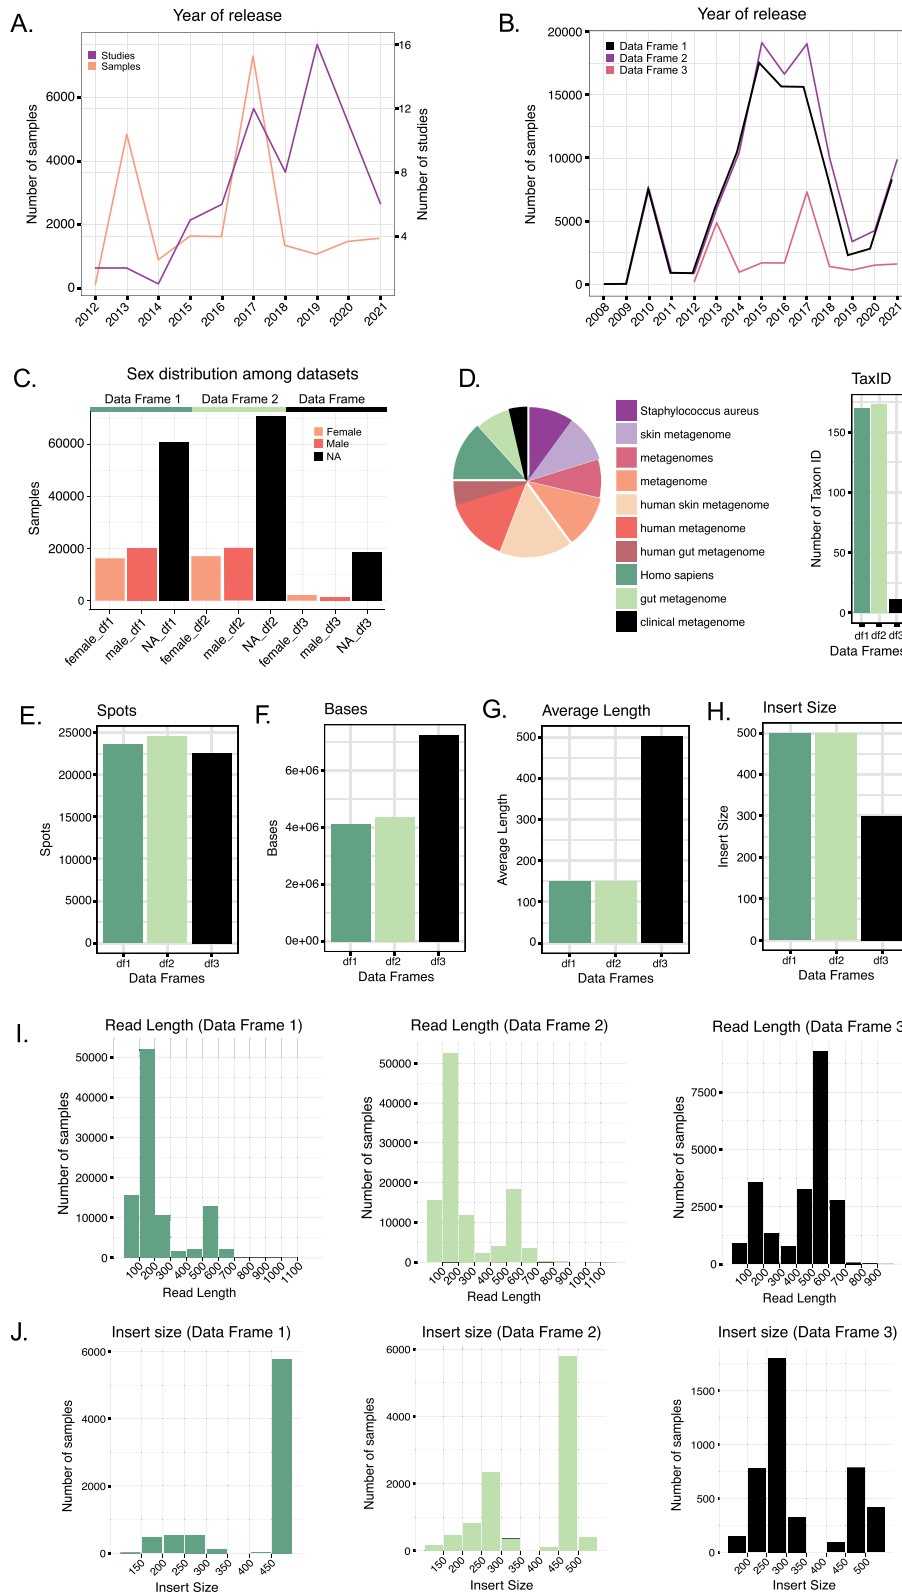 A.
Year of release
Studies
Samples
Number of samples
6000
4000
2000
0
16
12
8
4
Number of studies
2012
2013
2014
2015
2016
2017
2018
2019
2020
2021
B.
Year of release
Data Frame 1
Data Frame 2
Data Frame 3
Number of samples
20000
15000
10000
5000
0
2008
2009
2010
2011
2012
2013
2014
2015
2016
2017
2018
2019
2020
2021
C.
Sex distribution among datasets
Data Frame 1
Data Frame 2
Data Frame
Female
Male
NA
Samples
60000
40000
20000
0
female_df1
male_df1
NA_df1
female_df2
male_df2
NA_df2
female_df3
male_df3
NA_df3
D.
Staphylococcus aureus
skin metagenome
metagenomes
metagenome
human skin metagenome
human metagenome
human gut metagenome
Homo sapiens
gut metagenome
clinical metagenome
TaxID
Number of Taxon ID
150
100
50
0
df1 df2 df3
Data Frames
E.
Spots
Spots
25000
20000
15000
10000
5000
0
df1 df2 df3
Data Frames
F.
Bases
Bases
6e+06
4e+06
2e+06
0e+00
df1 df2 df3
Data Frames
G.
Average Length
Average Length
500
400
300
200
100
0
df1 df2 df3
Data Frames
H.
Insert Size
Insert Size
500
400
300
200
100
0
Data Frames
I.
Read Length (Data Frame 1)
Number of samples
50000
40000
30000
20000
10000
0
100
200
300
400
500
600
700
800
900
1000
1100
Read Length
Read Length (Data Frame 2)
Number of samples
50000
40000
30000
20000
10000
0
100
200
300
400
500
600
700
800
900
1000
1100
Read Length
Read Length (Data Frame 3
Number of samples
7500
5000
2500
0
100
200
300
400
500
600
700
800
900
Read Length
J.
Insert size (Data Frame 1)
Number of samples
6000
4000
2000
0
150
200
250
300
350
400
450
Insert Size
Insert size (Data Frame 2)
Number of samples
6000
4000
2000
0
150
200
250
300
350
400
450
500
Insert Size
Insert size (Data Frame 3)
Number of samples
1500
1000
500
0
200
250
300
350
400
450
500
Insert Size